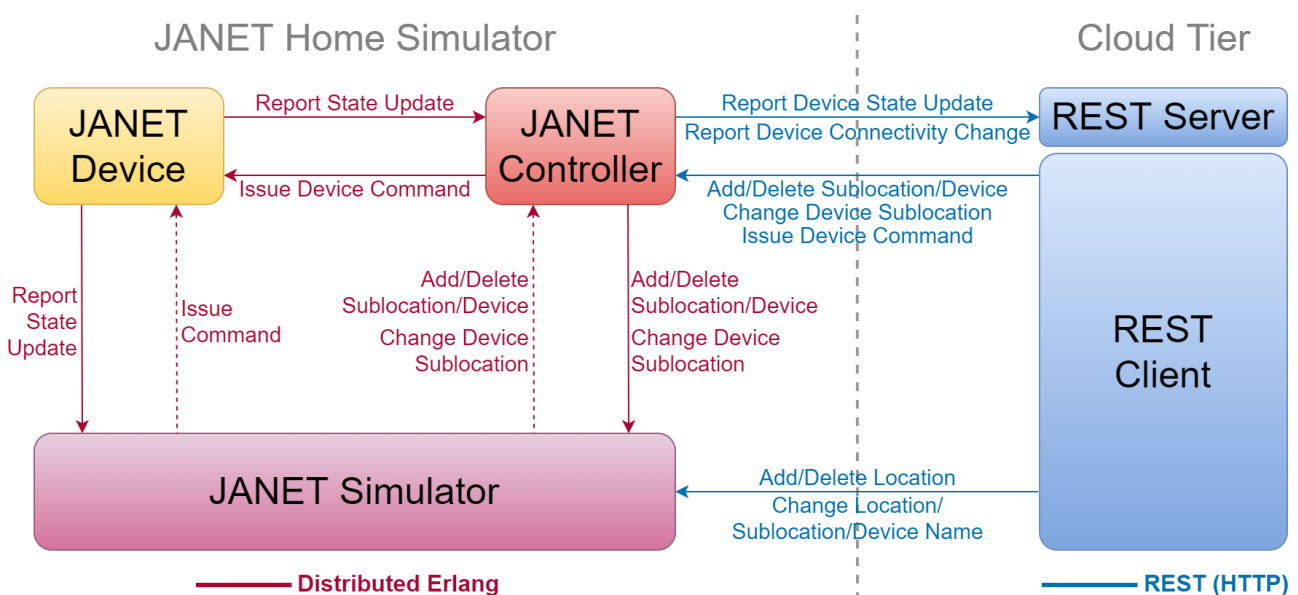 JANET Home Simulator
Cloud Tier
JANET
Device
Report State Update
Issue Device Command
JANET
Controller
Report Device State Update
Report Device Connectivity Change
Add/Delete Sublocation/Device
Change Device Sublocation
Issue Device Command
REST Server
REST
Client
Report
State
Update
Issue
Command
Add/Delete
Sublocation/Device
Change Device
Sublocation
Add/Delete
Sublocation/Device
Change Device
Sublocation
JANET Simulator
Add/Delete Location
Change Location/
Sublocation/Device Name
Distributed Erlang
REST (HTTP)